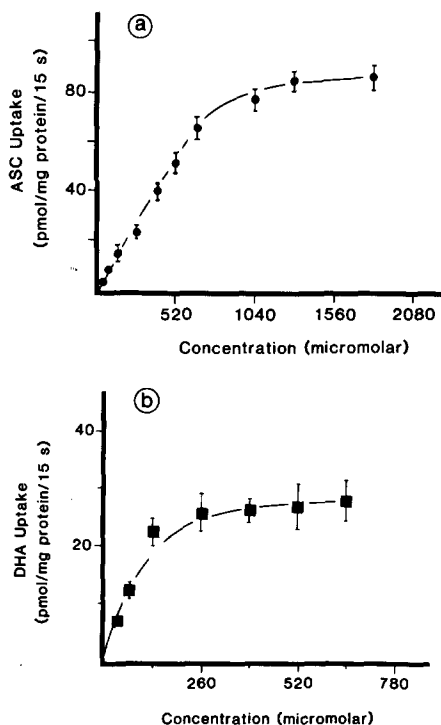 a
ASC Uptake
(pmol/mg protein/15 s)
80
40
520 1040 1560 2080
Concentration (micromolar)
b
DHA Uptake
(pmol/mg protein/15 s)
40
20
260 520 780
Concentration (micromolar)